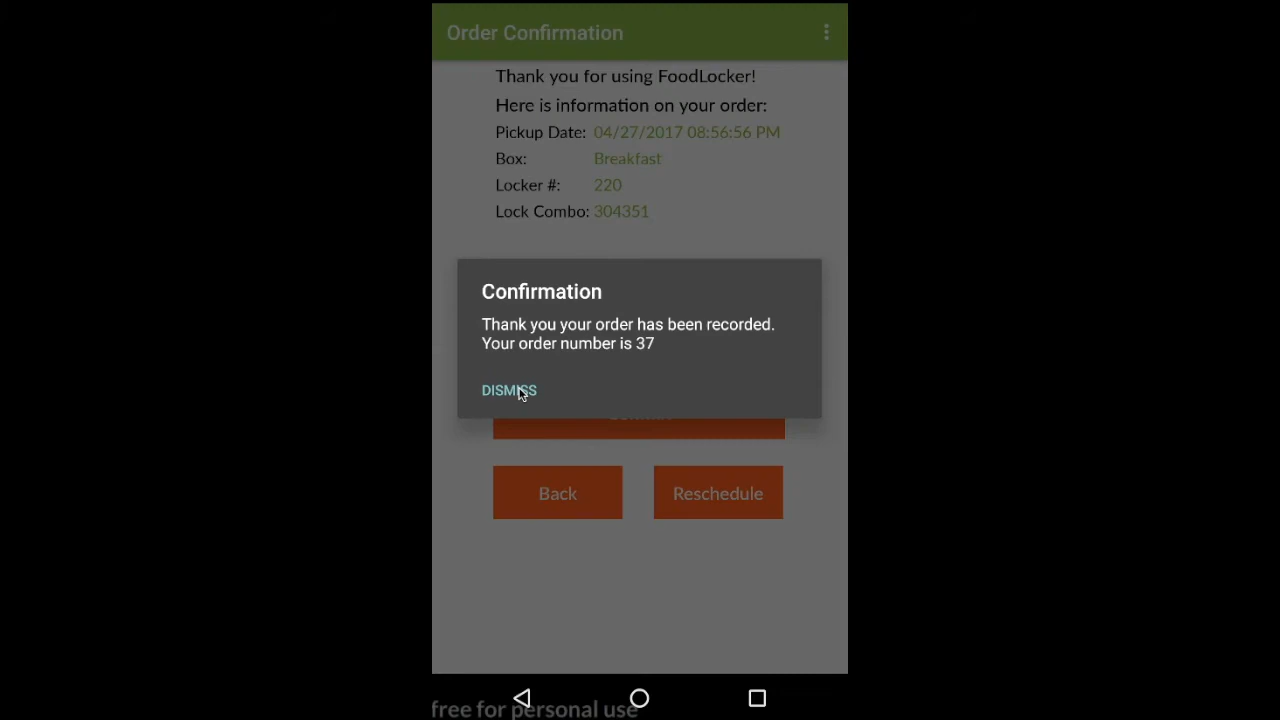 Order Confirmation
Thank you for using FoodLocker!
Here is information on your order:
Pickup Date: 04/27/2017 08:56:56 PM
Box: Breakfast
Locker #: 220
Lock Combo: 304351
Confirmation
Thank you your order has been recorded.
Your order number is 37
DISMISS
Back Reschedule
free for personal use